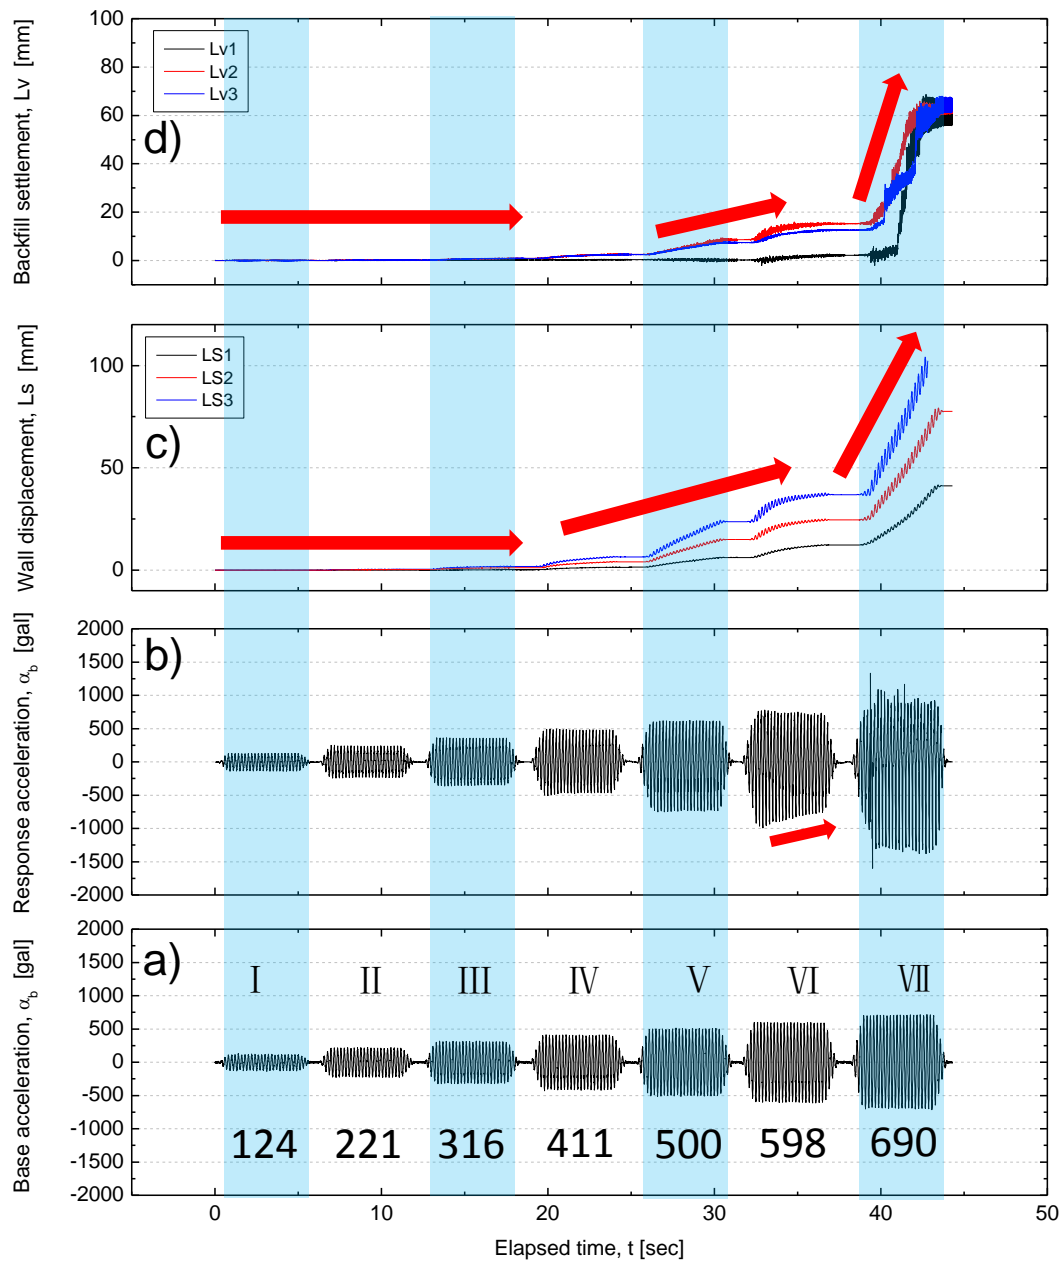 Backfill settlement, Lv [mm]
100
80
60
40
20
0
Lv1
Lv2
Lv3
d)
Wall displacement, Ls [mm]
100
50
0
LS1
LS2
LS3
c)
Response acceleration, αb [gal]
2000
1500
1000
500
0
-500
-1000
-1500
-2000
b)
Base acceleration, αb [gal]
2000
1500
1000
500
0
-500
-1000
-1500
-2000
a)
I II III IV V VI VII
124 221 316 411 500 598 690
0 10 20 30 40 50
Elapsed time, t [sec]